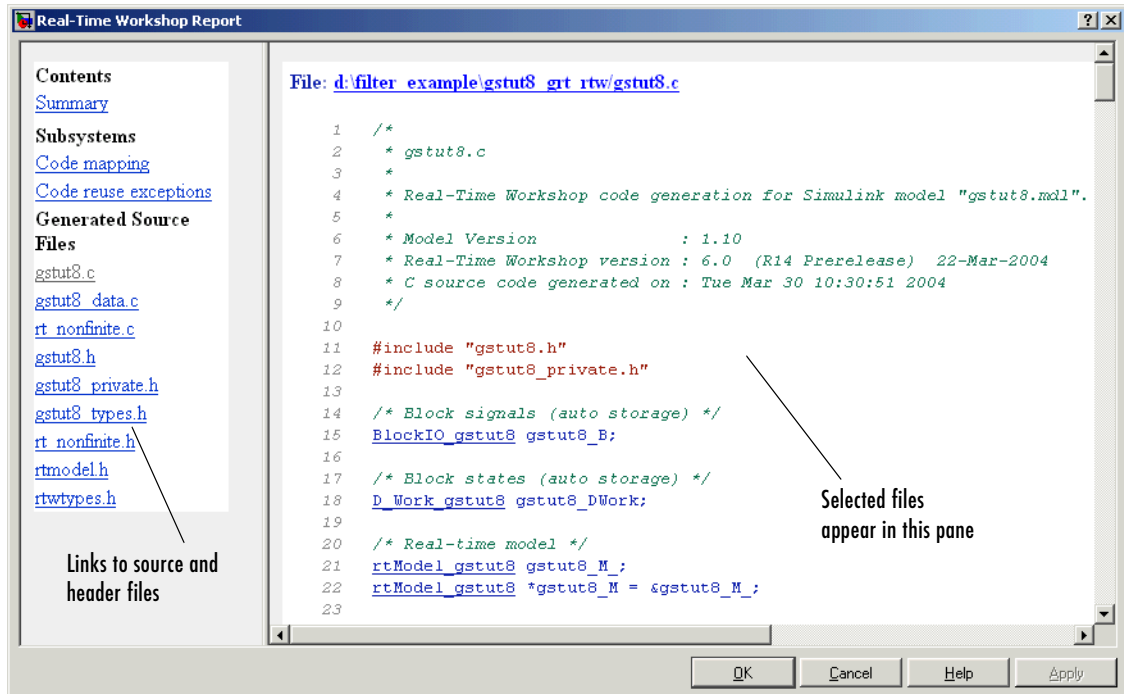 Real-Time Workshop Report
Contents
Summary
Subsystems
Code mapping
Code reuse exceptions
Generated Source
Files
gstut8.c
gstut8_data.c
rt_nonfinite.c
gstut8.h
gstut8_private.h
gstut8_types.h
rt_nonfinite.h
rtmodel.h
rtwtypes.h
Links to source and
header files
File: d:\filter_example\gstut8_grt_rtw/gstut8.c
1 /*
2 * gstut8.c
3 *
4 * Real-Time Workshop code generation for Simulink model "gstut8.mdl".
5 *
6 * Model Version : 1.10
7 * Real-Time Workshop version : 6.0 (R14 Prerelease) 22-Mar-2004
8 * C source code generated on : Tue Mar 30 10:30:51 2004
9 */
10
11 #include "gstut8.h"
12 #include "gstut8_private.h"
13
14 /* Block signals (auto storage) */
15 BlockIO_gstut8 gstut8_B;
16
17 /* Block states (auto storage) */
18 D_Work_gstut8 gstut8_DWork;
19
20 /* Real-time model */
21 rtModel_gstut8 gstut8_M_;
22 rtModel_gstut8 *gstut8_M = &gstut8_M_;
23
Selected files
appear in this pane
OK Cancel Help Apply